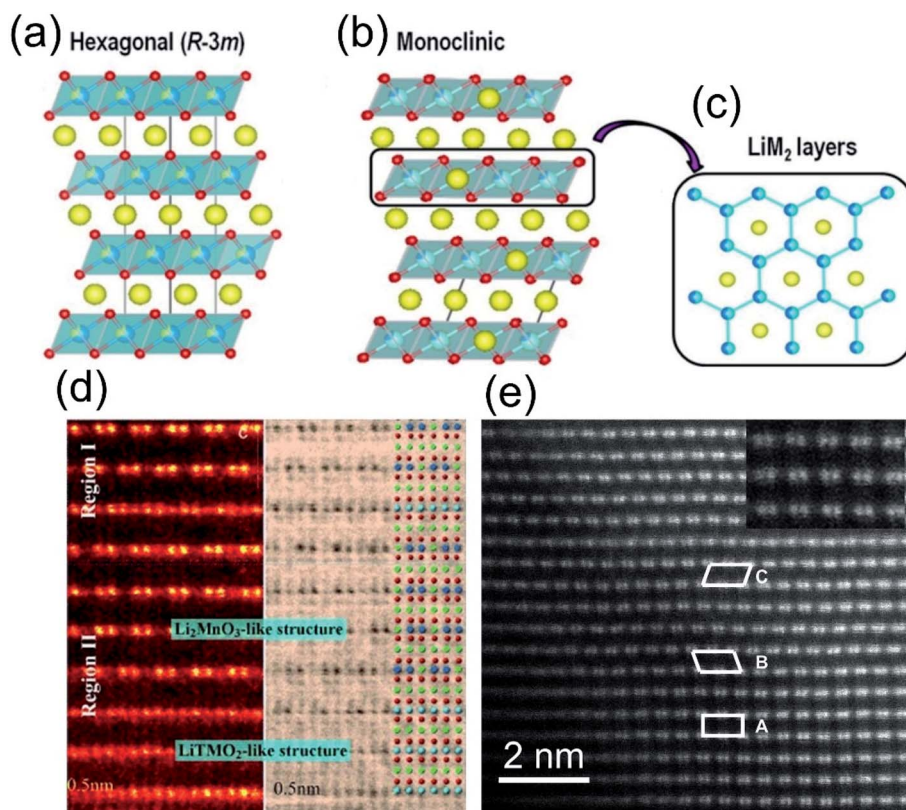 (a) Hexagonal (R-3m)
(b) Monoclinic
(c)
LiM₂ layers
(d)
C
Region I
Li₂MnO₃-like structure
Region II
LiTMO₂-like structure
0.5nm
0.5nm
(e)
C
B
A
2 nm